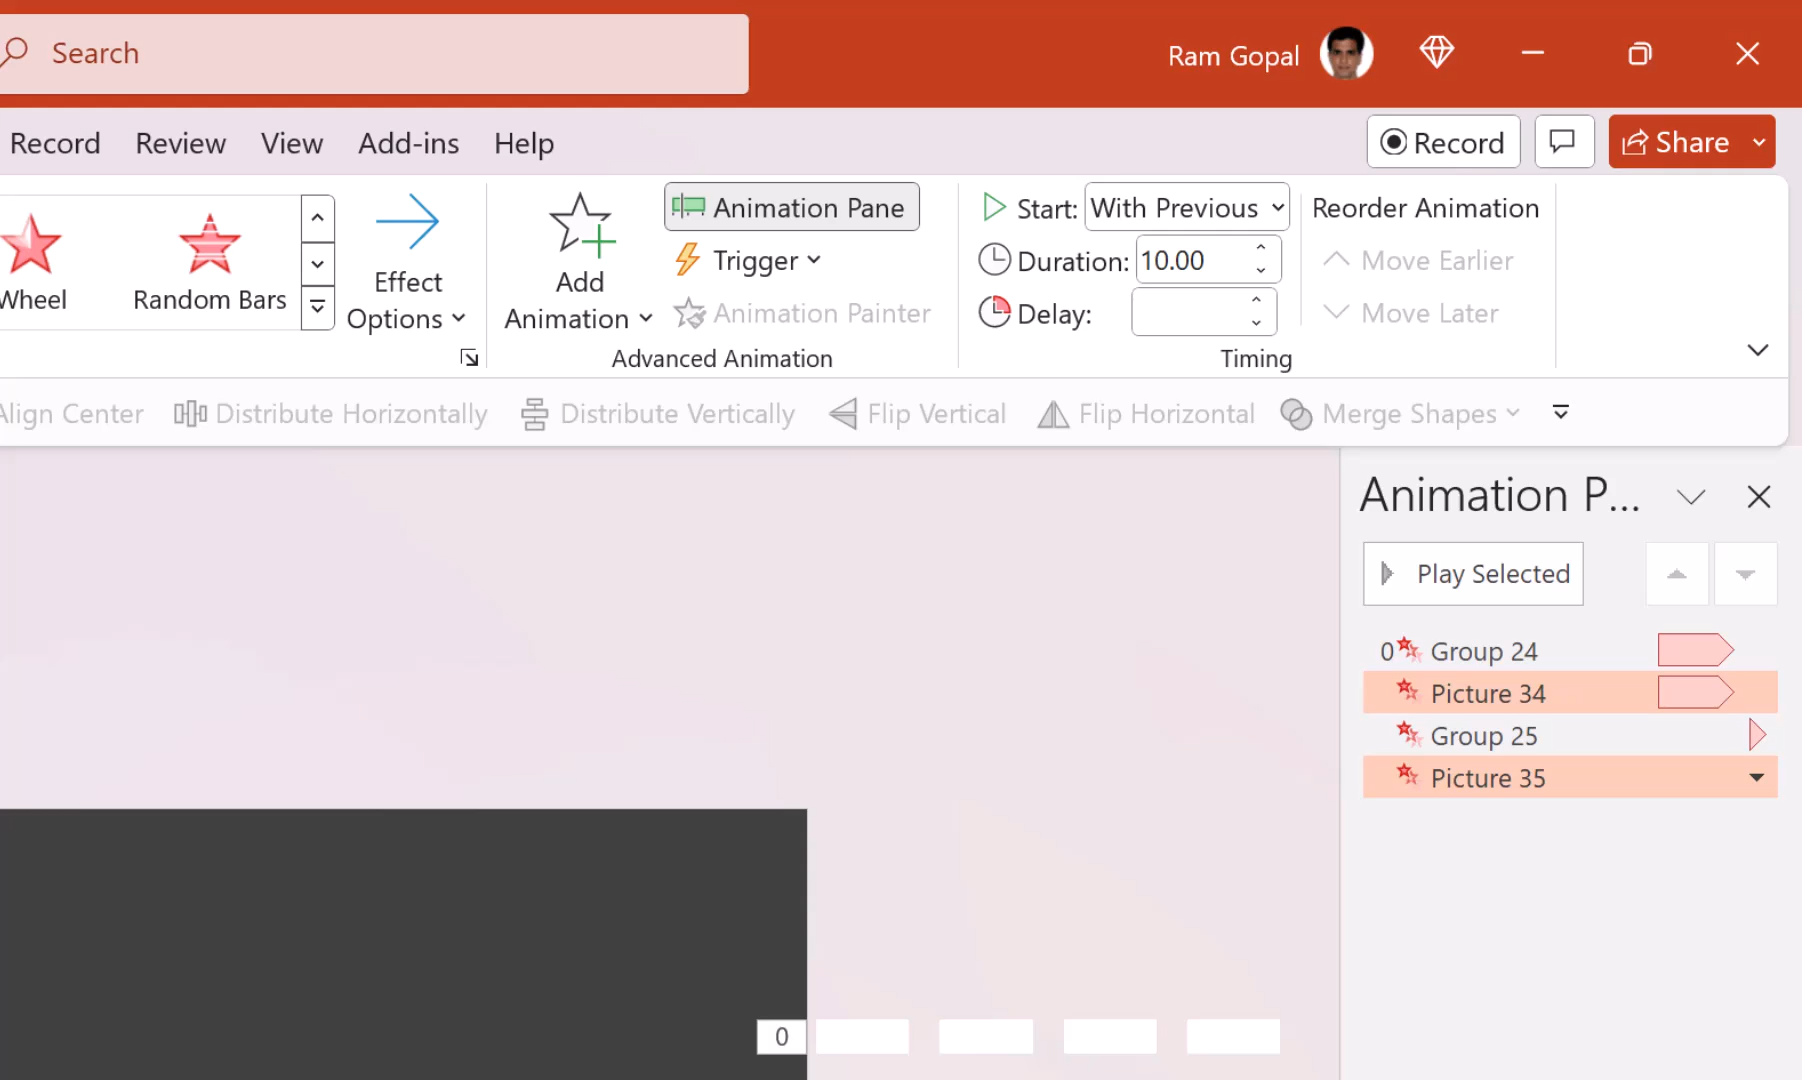 Search
Ram Gopal
Record Review View Add-ins Help
Record
Share
Wheel
Random Bars
Effect
Options
Add
Animation
Animation Pane
Trigger
Animation Painter
Advanced Animation
Start: With Previous
Duration: 10.00
Delay:
Timing
Reorder Animation
Move Earlier
Move Later
Align Center Distribute Horizontally Distribute Vertically Flip Vertical Flip Horizontal Merge Shapes
Animation P...
Play Selected
0 Group 24
Picture 34
Group 25
Picture 35
0